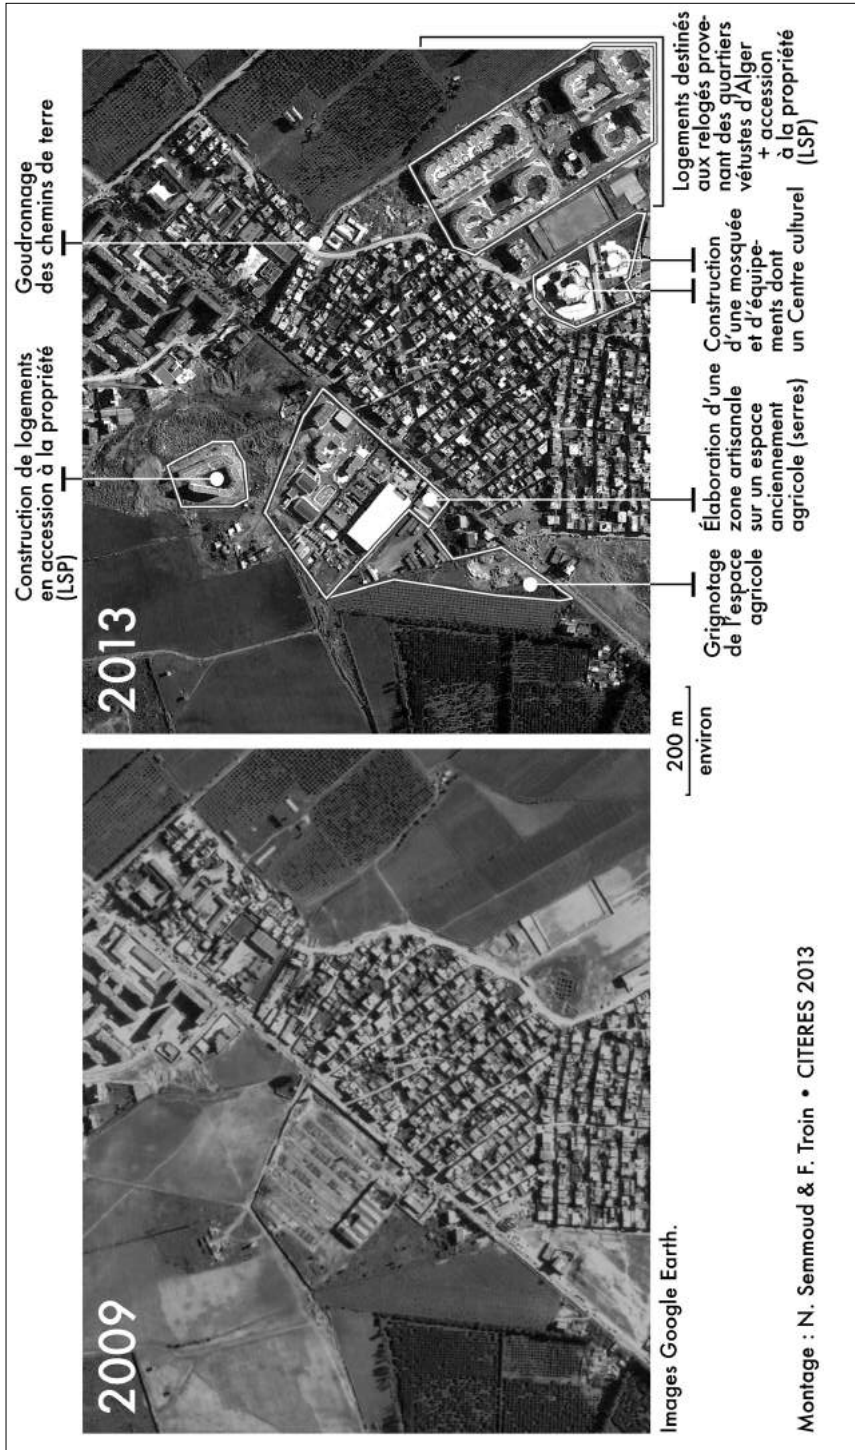 2009
2013
Construction de logements
en accession à la propriété
(LSP)
Goudronnage
des chemins de terre
Images Google Earth.
200 m
environ
Grignotage
de l'espace
agricole
Élaboration d'une
zone artisanale
sur un espace
anciennement
agricole (serres)
Construction
d'une mosquée
et d'équipe-
ments dont
un Centre culturel
Logements destinés
aux relogés prove-
nant des quartiers
vétustes d'Alger
+ accession
à la propriété
(LSP)
Montage : N. Semmoud & F. Troin • CITERES 2013